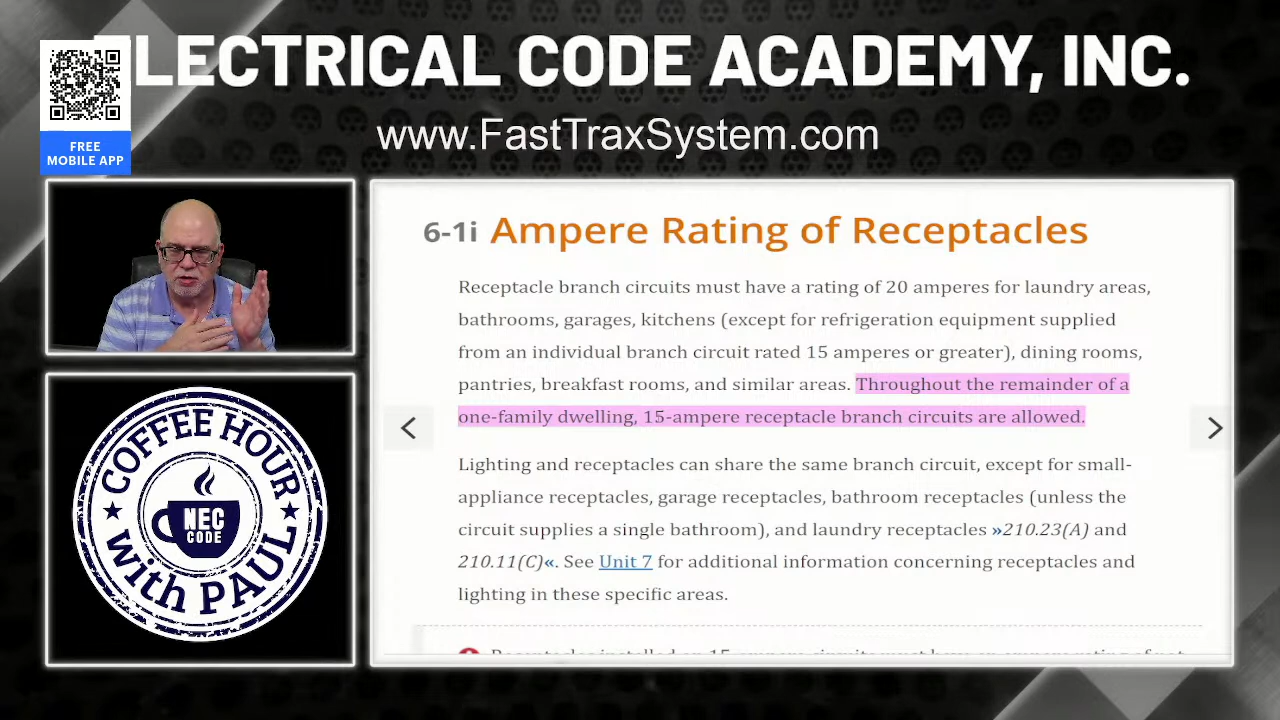 ELECTRICAL CODE ACADEMY, INC.
www.FastTraxSystem.com
FREE
MOBILE APP
6-1i Ampere Rating of Receptacles
Receptacle branch circuits must have a rating of 20 amperes for laundry areas,
bathrooms, garages, kitchens (except for refrigeration equipment supplied
from an individual branch circuit rated 15 amperes or greater), dining rooms,
pantries, breakfast rooms, and similar areas. Throughout the remainder of a
one-family dwelling, 15-ampere receptacle branch circuits are allowed.
Lighting and receptacles can share the same branch circuit, except for small-
appliance receptacles, garage receptacles, bathroom receptacles (unless the
circuit supplies a single bathroom), and laundry receptacles »210.23(A) and
210.11(C)«. See Unit 7 for additional information concerning receptacles and
lighting in these specific areas.
COFFEE HOUR
NEC
CODE
with PAUL